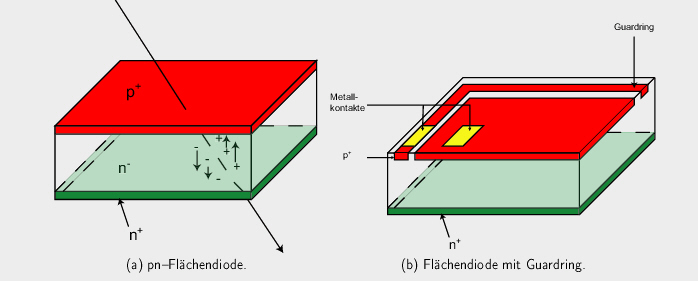 p+
n-
- + + - + -
n+
(a) pn–Flächendiode.
Guardring
Metall-
kontakte
p+
n+
(b) Flächendiode mit Guardring.